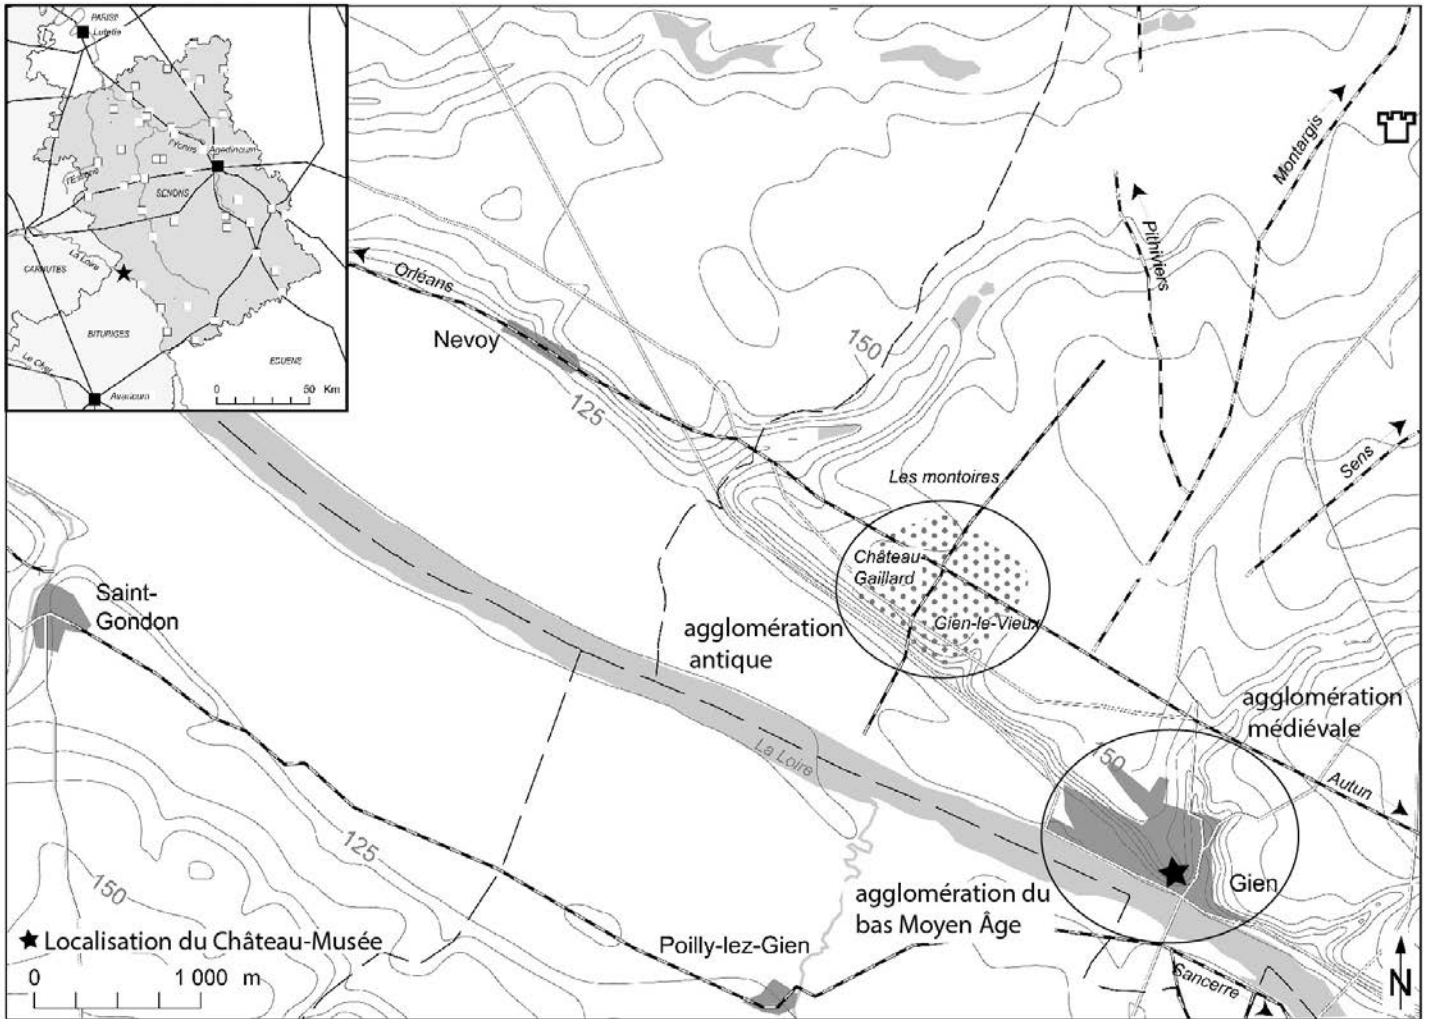 PARISII
Lutetia
l'Yonne
Agedincum
l'Essonne
SENONS
CARNUTES
La Loire
BITURIGES
Le Cher
EDUENS
0 50 Km
Avaricum
Montargis
Pithiviers
Orléans
Nevoy
150
125
Sens
Les montoires
Château-
Gaillard
Gien-le-Vieux
Saint-
Gondon
agglomération
antique
agglomération
médiévale
La Loire
150
Autun
125
150
Gien
agglomération du
bas Moyen Âge
Localisation du Château-Musée
Poilly-lez-Gien
Sancerre
0 1 000 m
N